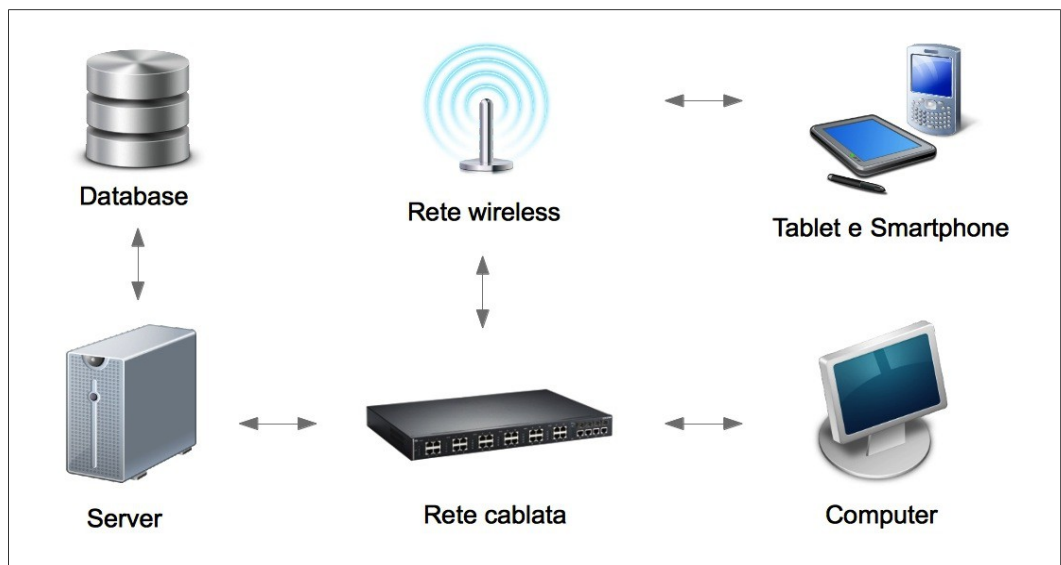 Database
Rete wireless
Tablet e Smartphone
Server
Rete cablata
Computer